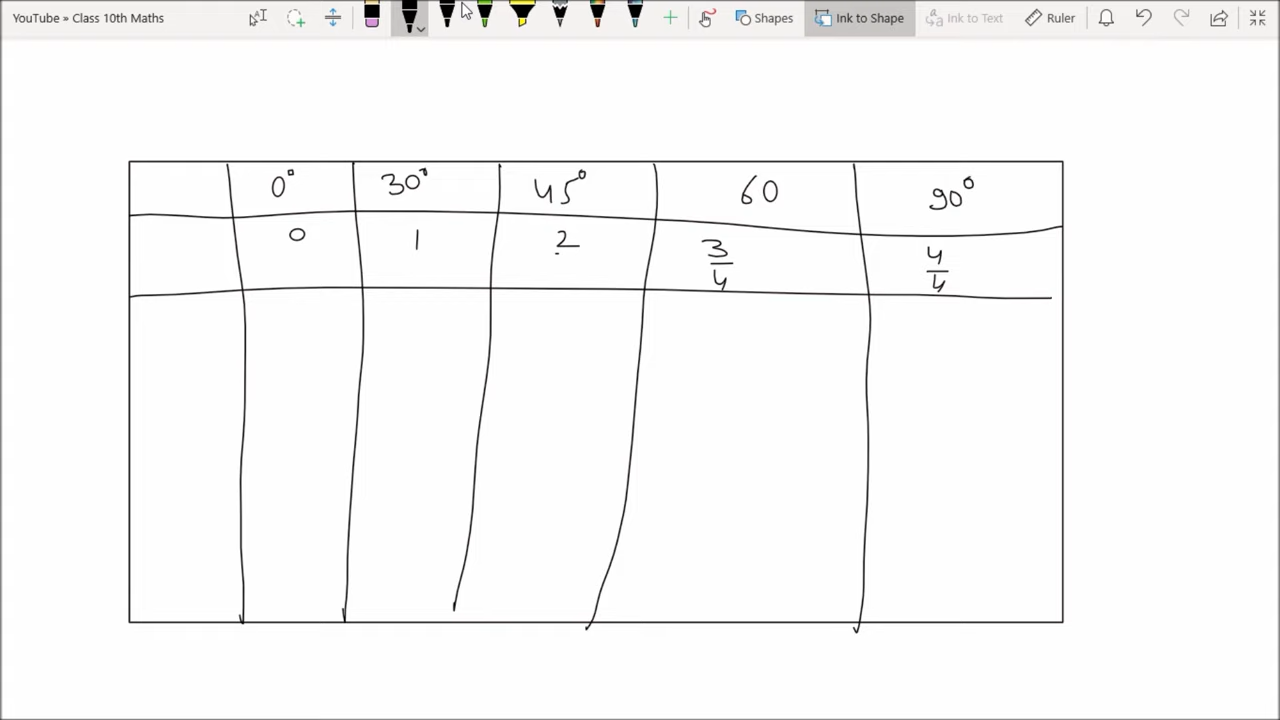 YouTube » Class 10th Maths
Shapes
Ink to Shape
Ink to Text
Ruler
0° 30° 45° 60 90°
0 1 2 3/4 4/4